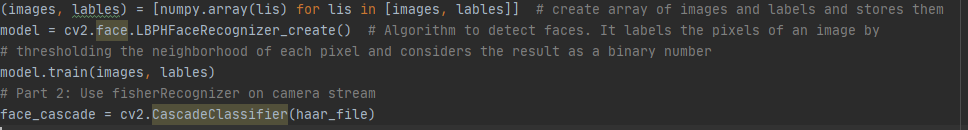 (images, lables) = [numpy.array(lis) for lis in [images, lables]]  # create array of images and labels and stores them
model = cv2.face.LBPHFaceRecognizer_create()  # Algorithm to detect faces. It labels the pixels of an image by
# thresholding the neighborhood of each pixel and considers the result as a binary number
model.train(images, lables)
# Part 2: Use fisherRecognizer on camera stream
face_cascade = cv2.CascadeClassifier(haar_file)